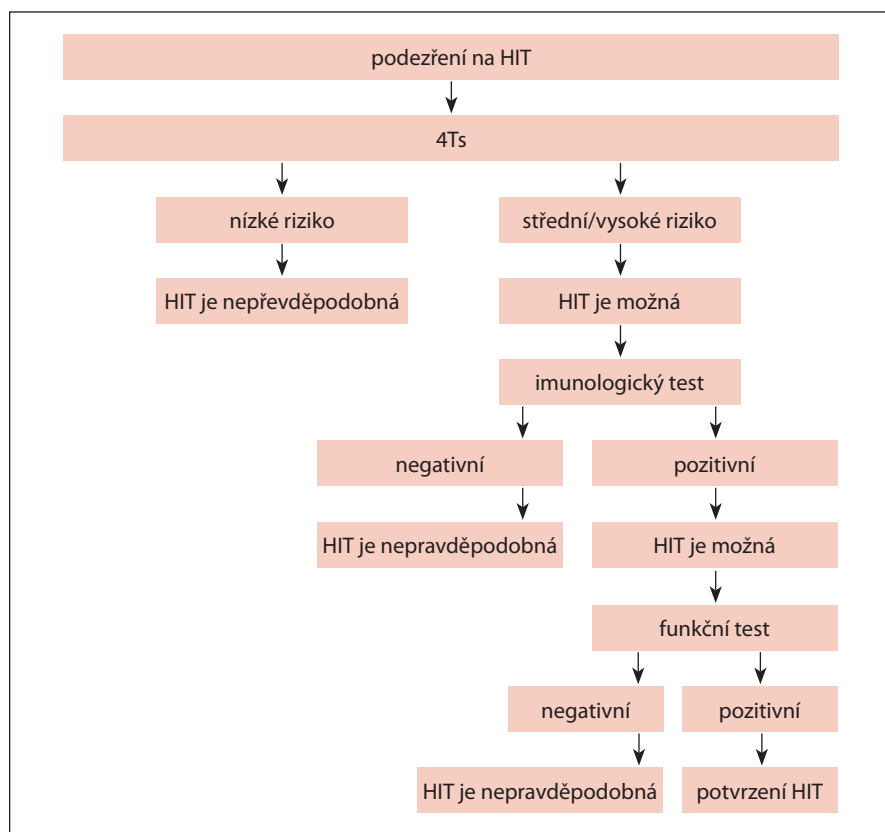 podezření na HIT
4Ts
nízké riziko
střední/vysoké riziko
HIT je nepřevděpodobná
HIT je možná
imunologický test
negativní
pozitivní
HIT je nepravděpodobná
HIT je možná
funkční test
negativní
pozitivní
HIT je nepravděpodobná
potvrzení HIT